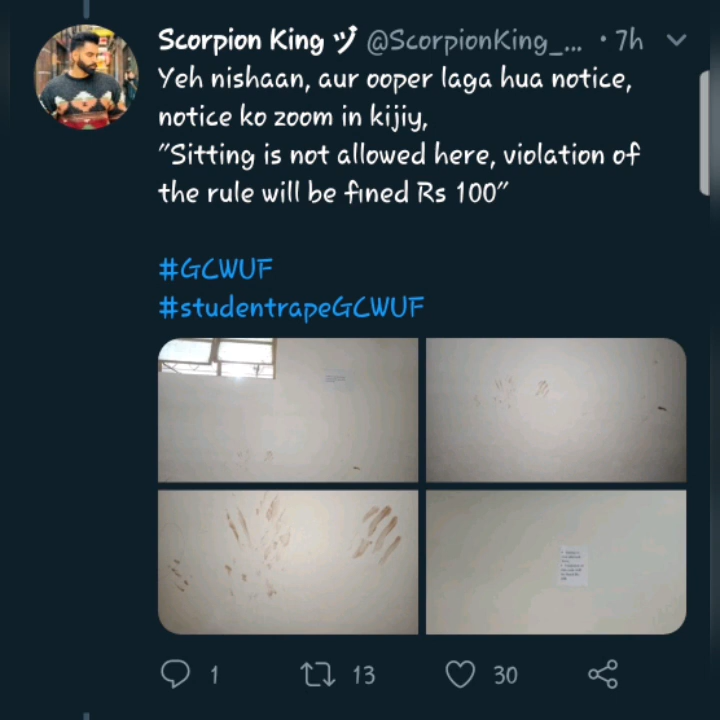 Scorpion King ヅ @ScorpionKing_... · 7h
Yeh nishaan, aur ooper laga hua notice,
notice ko zoom in kijiy,
"Sitting is not allowed here, violation of
the rule will be fined Rs 100"
#GCWUF
#studentrapeGCWUF
1 13 30